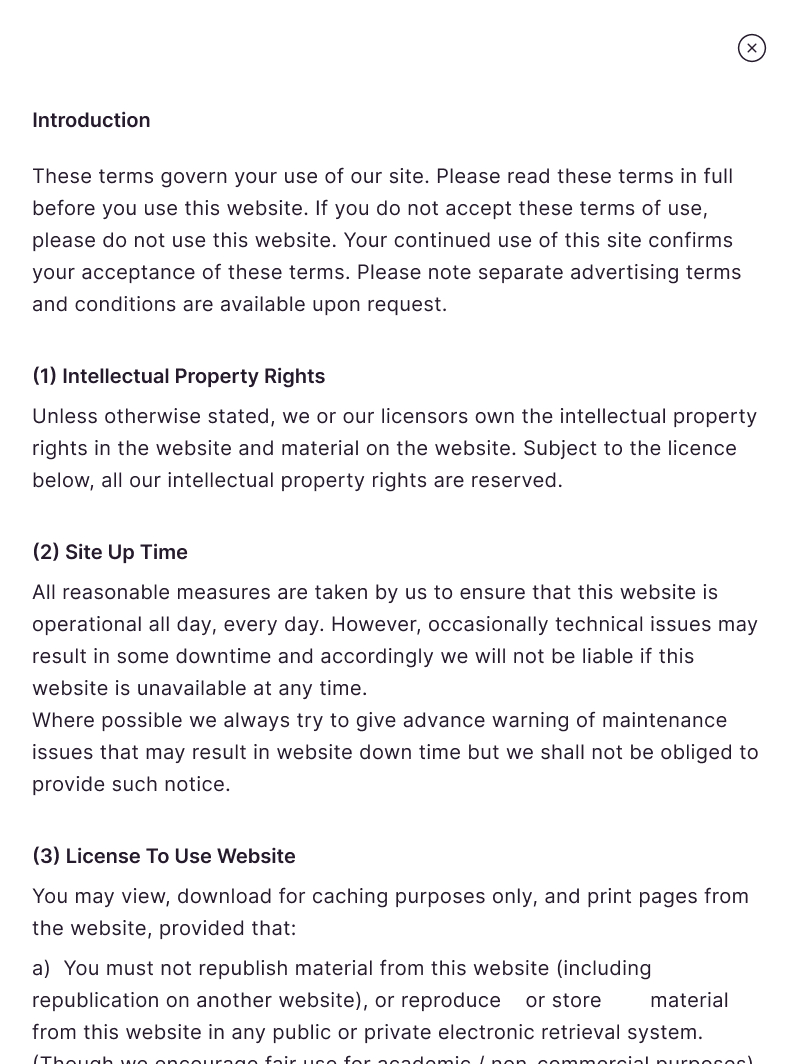 Introduction
These terms govern your use of our site. Please read these terms in full
before you use this website. If you do not accept these terms of use,
please do not use this website. Your continued use of this site confirms
your acceptance of these terms. Please note separate advertising terms
and conditions are available upon request.
(1) Intellectual Property Rights
Unless otherwise stated, we or our licensors own the intellectual property
rights in the website and material on the website. Subject to the licence
below, all our intellectual property rights are reserved.
(2) Site Up Time
All reasonable measures are taken by us to ensure that this website is
operational all day, every day. However, occasionally technical issues may
result in some downtime and accordingly we will not be liable if this
website is unavailable at any time.
Where possible we always try to give advance warning of maintenance
issues that may result in website down time but we shall not be obliged to
provide such notice.
(3) License To Use Website
You may view, download for caching purposes only, and print pages from
the website, provided that:
a) You must not republish material from this website (including
republication on another website), or reproduce or store material
from this website in any public or private electronic retrieval system.
(Though we encourage fair use for academic / non-commercial purposes)